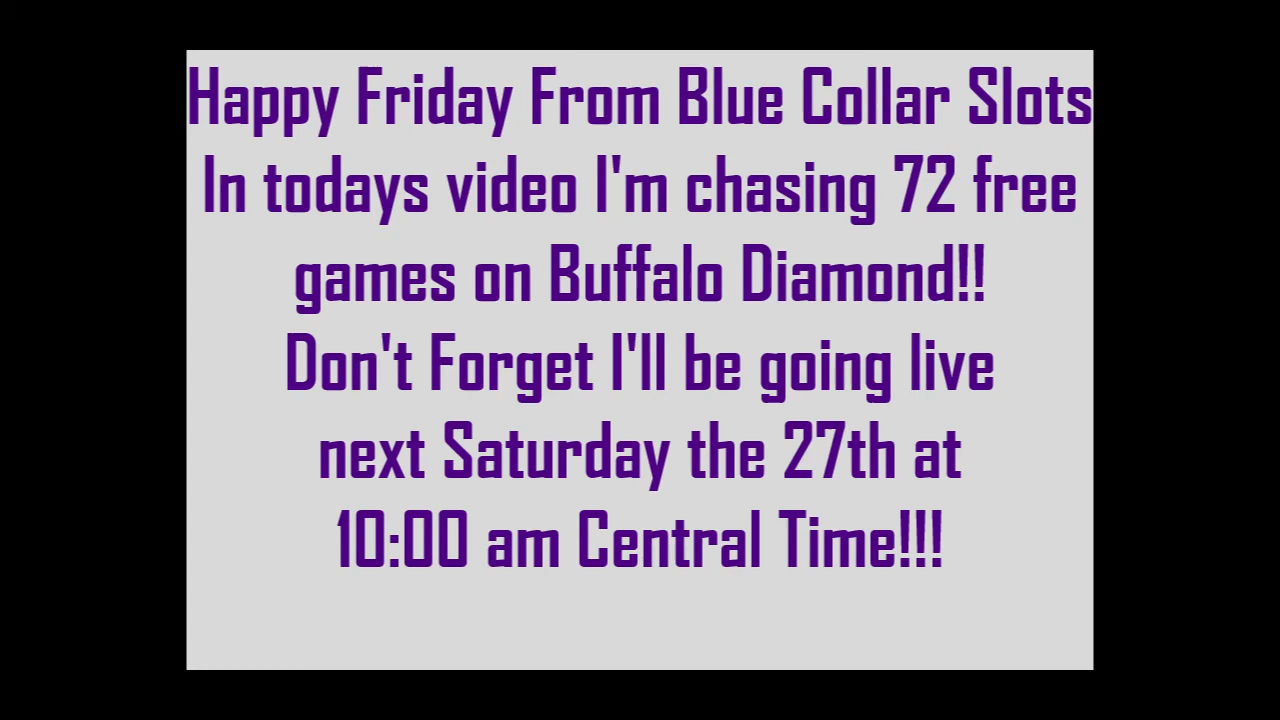 Happy Friday From Blue Collar Slots
In todays video I'm chasing 72 free
games on Buffalo Diamond!!
Don't Forget I'll be going live
next Saturday the 27th at
10:00 am Central Time!!!